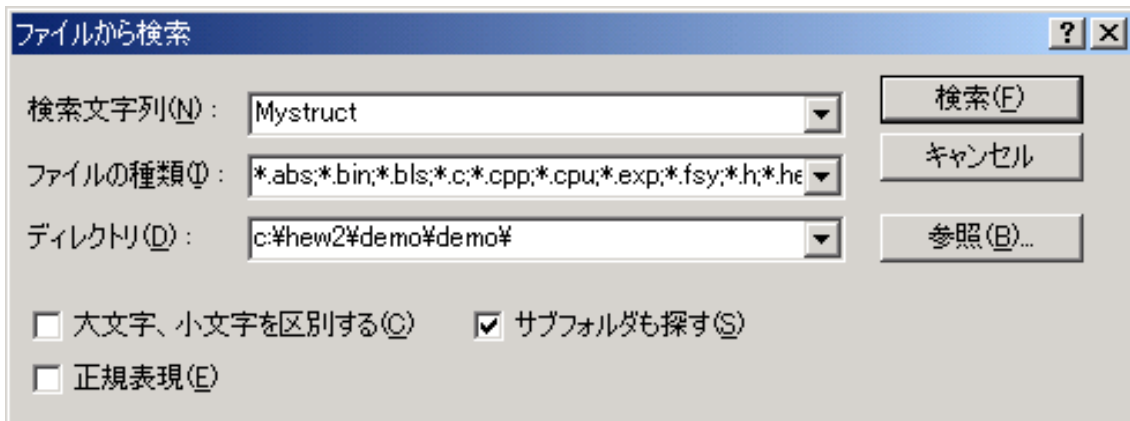 ファイルから検索
検索文字列(N): Mystruct 検索(F)
キャンセル
ファイルの種類(I): *.abs;*.bin;*.bls;*.c;*.cpp;*.cpu;*.exp;*.fsy;*.h;*.he
ディレクトリ(D): c:¥hew2¥demo¥demo¥ 参照(B)...
大文字、小文字を区別する(C) サブフォルダも探す(S)
正規表現(E)